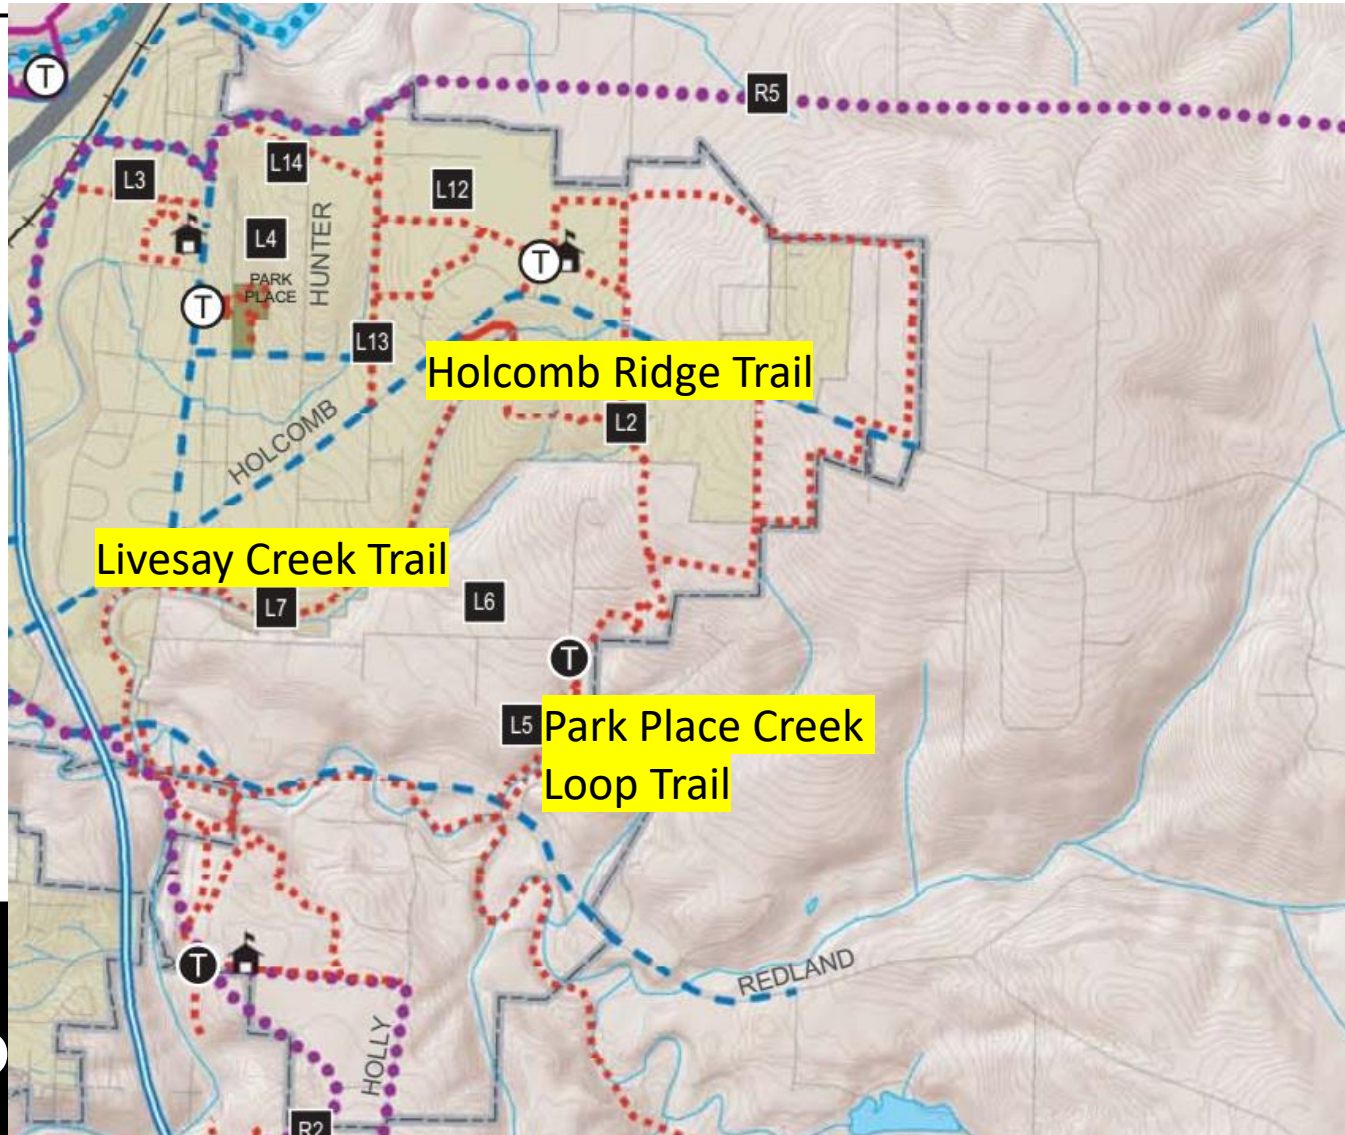 T
R5
L14
L3
L12
HUNTER
L4
T
PARK
PLACE
T
L13
Holcomb Ridge Trail
L2
HOLCOMB
Livesay Creek Trail
L7
L6
T
L5
Park Place Creek
Loop Trail
T
REDLAND
HOLLY
R2